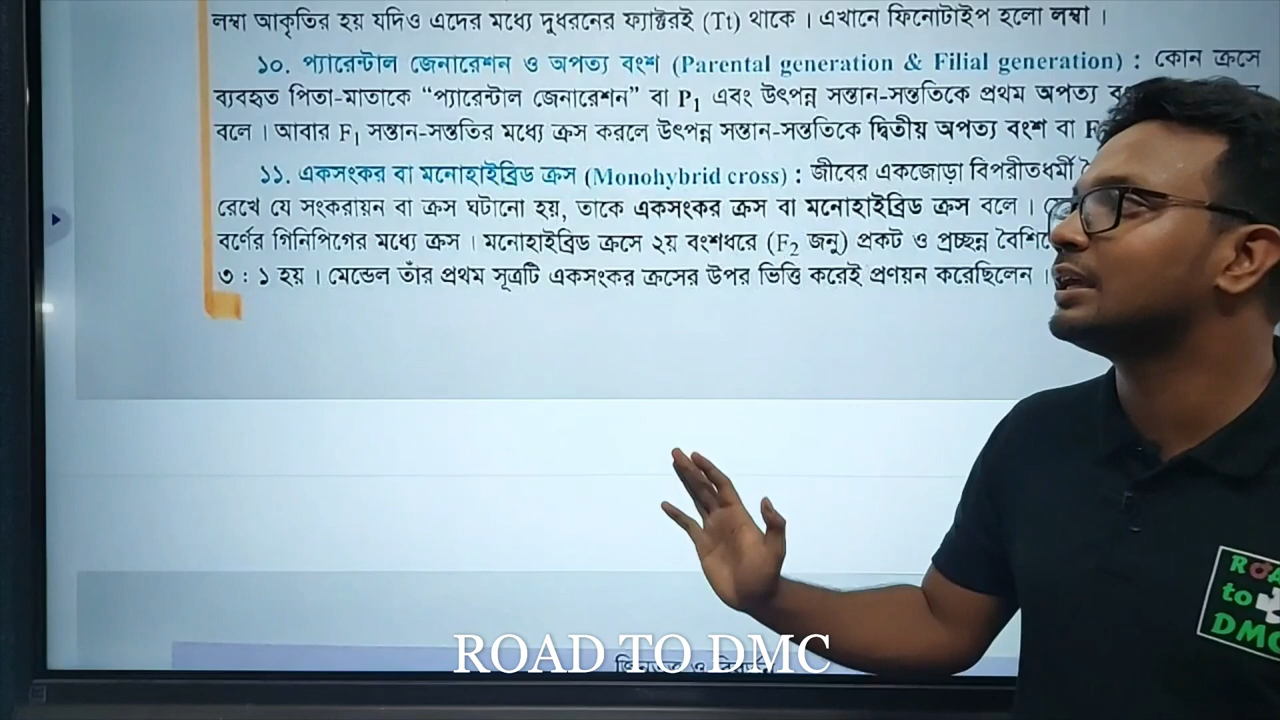 লম্বা আকৃতির হয় যদিও এদের মধ্যে দুধরনের ফ্যাক্টরই (Tt) থাকে । এখানে ফিনোটাইপ হলো লম্বা ।
১০. প্যারেন্টাল জেনারেশন ও অপত্য বংশ (Parental generation & Filial generation) : কোন ক্রসে
ব্যবহৃত পিতা-মাতাকে “প্যারেন্টাল জেনারেশন” বা P₁ এবং উৎপন্ন সন্তান-সন্ততিকে প্রথম অপত্য
বলে । আবার F₁ সন্তান-সন্ততির মধ্যে ক্রস করলে উৎপন্ন সন্তান-সন্ততিকে দ্বিতীয় অপত্য বংশ বা F
১১. একসংকর বা মনোহাইব্রিড ক্রস (Monohybrid cross) : জীবের একজোড়া বিপরীতধর্মী
রেখে যে সংকরায়ন বা ক্রস ঘটানো হয়, তাকে একসংকর ক্রস বা মনোহাইব্রিড ক্রস বলে ।
বর্ণের গিনিপিগের মধ্যে ক্রস । মনোহাইব্রিড ক্রসে ২য় বংশধরে (F₂ জনু) প্রকট ও প্রচ্ছন্ন
৩ : ১ হয় । মেন্ডেল তাঁর প্রথম সূত্রটি একসংকর ক্রসের উপর ভিত্তি করেই প্রণয়ন করেছিলেন ।
ROAD
to
DMC
ROAD TO DMC